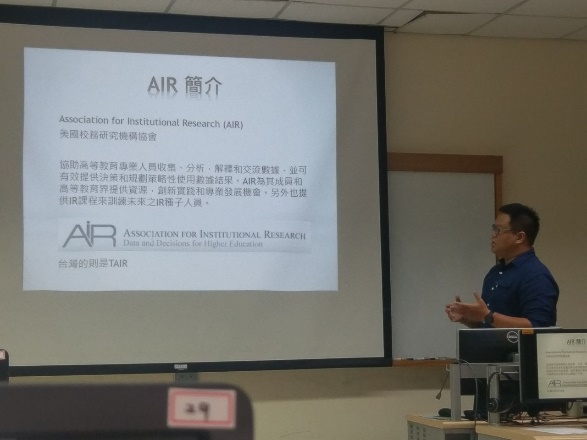 AIR 簡介
Association for Institutional Research (AIR)
美國校務研究機構協會
協助高等教育專業人員收集、分析、解釋和交流數據，並可
有效提供決策和規劃策略性使用數據結果。AIR為其成員和
高等教育界提供資源，創新實踐和專業發展機會。另外也提
供IR課程來訓練未來之IR種子人員。
AIR ASSOCIATION FOR INSTITUTIONAL RESEARCH
Data and Decisions for Higher Education
台灣的則是TAIR
DELL
AIR 簡介
29